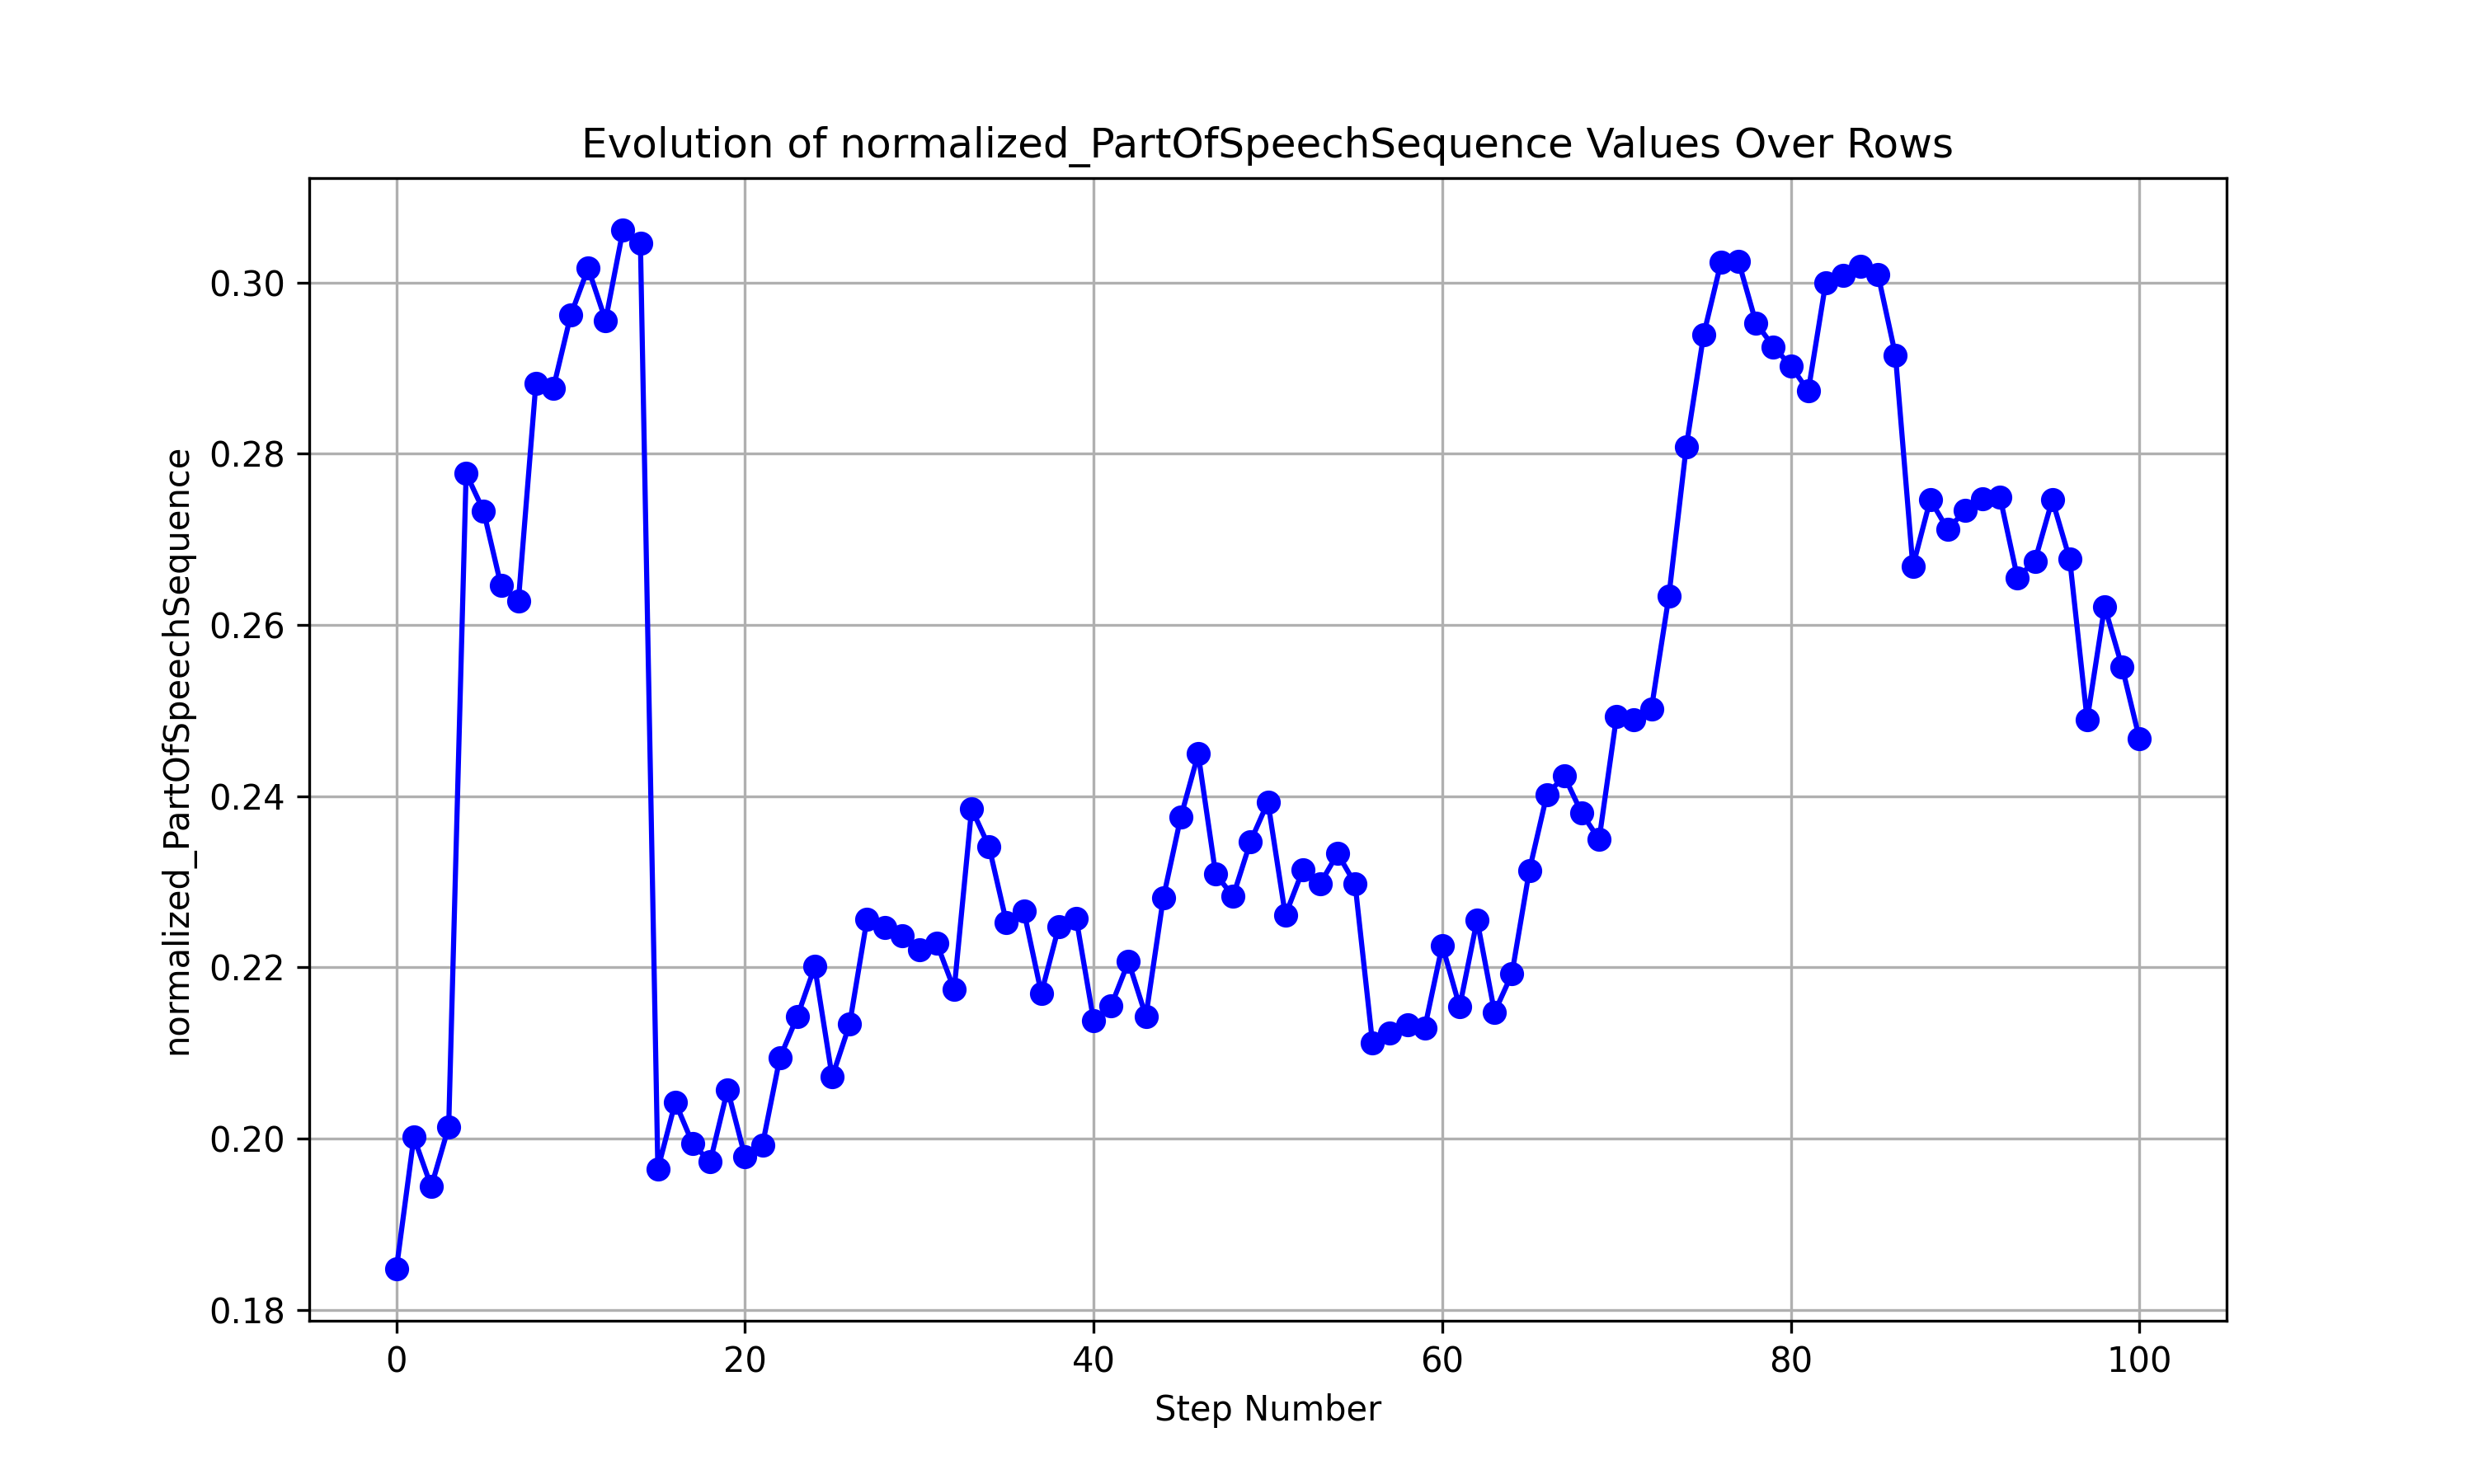 Evolution of normalized_PartOfSpeechSequence Values Over Rows
normalized_PartOfSpeechSequence
0.30
0.28
0.26
0.24
0.22
0.20
0.18
0 20 40 60 80 100
Step Number